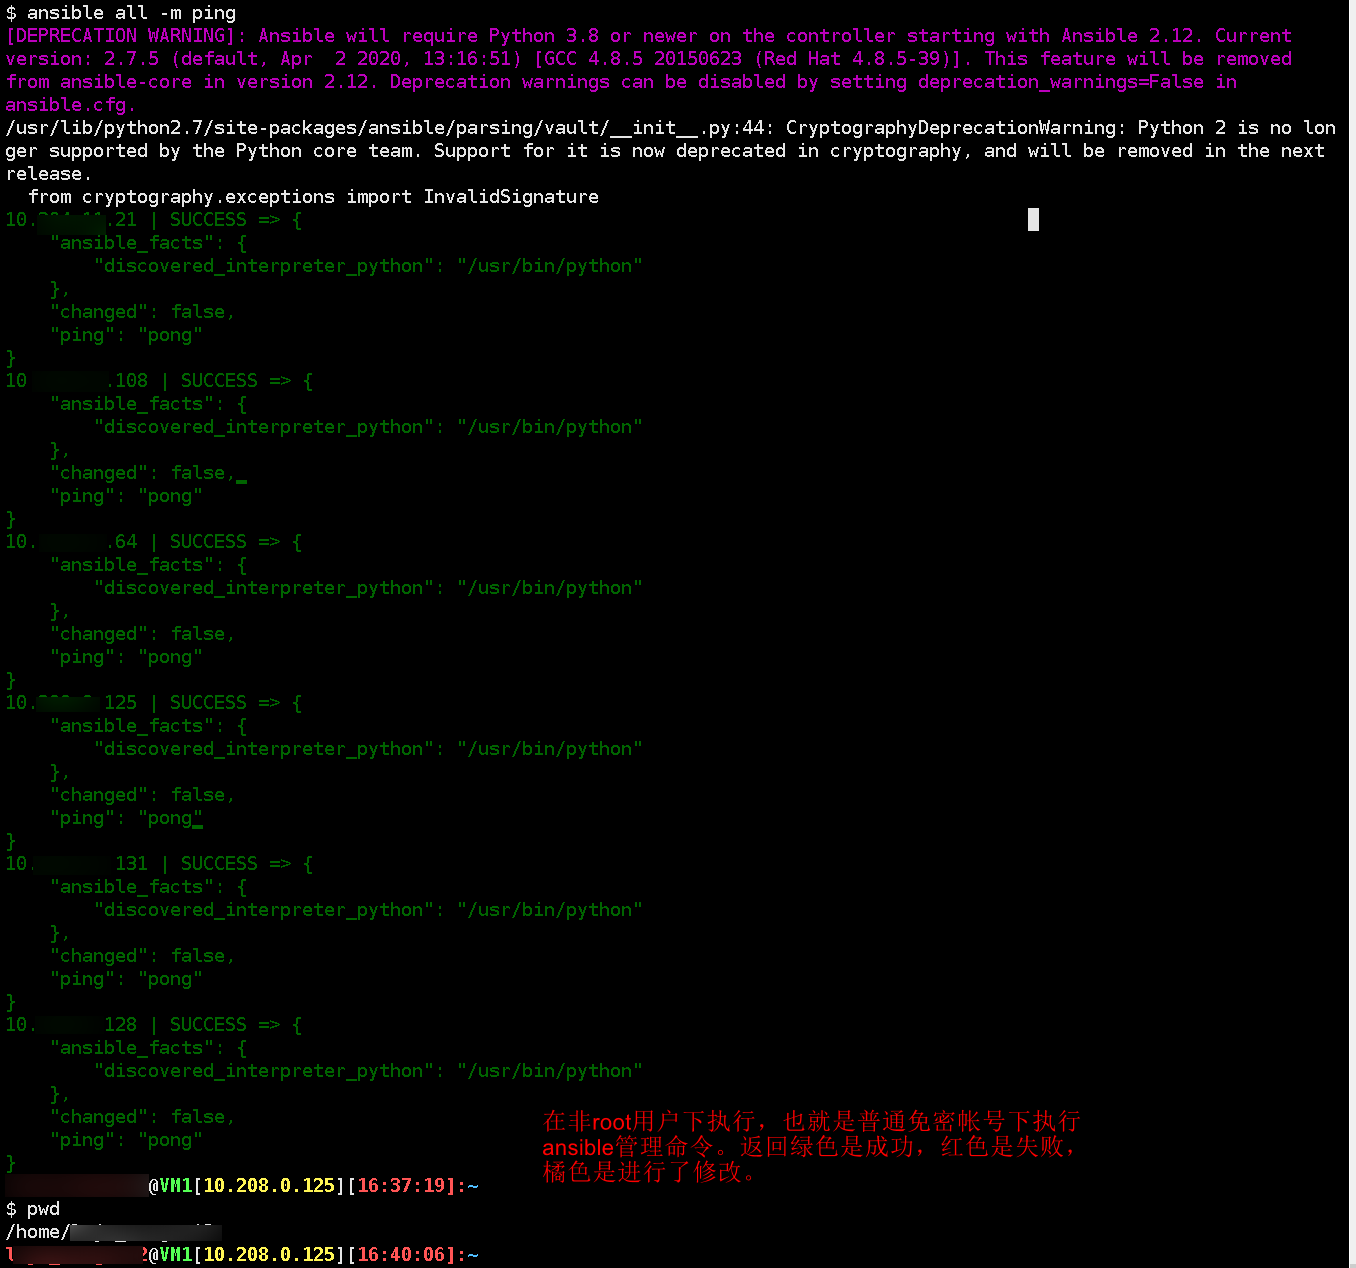 $ ansible all -m ping
[DEPRECATION WARNING]: Ansible will require Python 3.8 or newer on the controller starting with Ansible 2.12. Current
version: 2.7.5 (default, Apr  2 2020, 13:16:51) [GCC 4.8.5 20150623 (Red Hat 4.8.5-39)]. This feature will be removed
from ansible-core in version 2.12. Deprecation warnings can be disabled by setting deprecation_warnings=False in
ansible.cfg.
/usr/lib/python2.7/site-packages/ansible/parsing/vault/__init__.py:44: CryptographyDeprecationWarning: Python 2 is no lon
ger supported by the Python core team. Support for it is now deprecated in cryptography, and will be removed in the next
release.
  from cryptography.exceptions import InvalidSignature
10. .21 | SUCCESS => {
    "ansible_facts": {
        "discovered_interpreter_python": "/usr/bin/python"
    },
    "changed": false,
    "ping": "pong"
}
10 .108 | SUCCESS => {
    "ansible_facts": {
        "discovered_interpreter_python": "/usr/bin/python"
    },
    "changed": false,
    "ping": "pong"
}
10. .64 | SUCCESS => {
    "ansible_facts": {
        "discovered_interpreter_python": "/usr/bin/python"
    },
    "changed": false,
    "ping": "pong"
}
10. 125 | SUCCESS => {
    "ansible_facts": {
        "discovered_interpreter_python": "/usr/bin/python"
    },
    "changed": false,
    "ping": "pong"
}
10. 131 | SUCCESS => {
    "ansible_facts": {
        "discovered_interpreter_python": "/usr/bin/python"
    },
    "changed": false,
    "ping": "pong"
}
10. 128 | SUCCESS => {
    "ansible_facts": {
        "discovered_interpreter_python": "/usr/bin/python"
    },
    "changed": false,
    "ping": "pong"
}
在非root用户下执行，也就是普通免密帐号下执行
ansible管理命令。返回绿色是成功，红色是失败，
橘色是进行了修改。
@VM1[10.208.0.125][16:37:19]:~
$ pwd
/home/
@VM1[10.208.0.125][16:40:06]:~